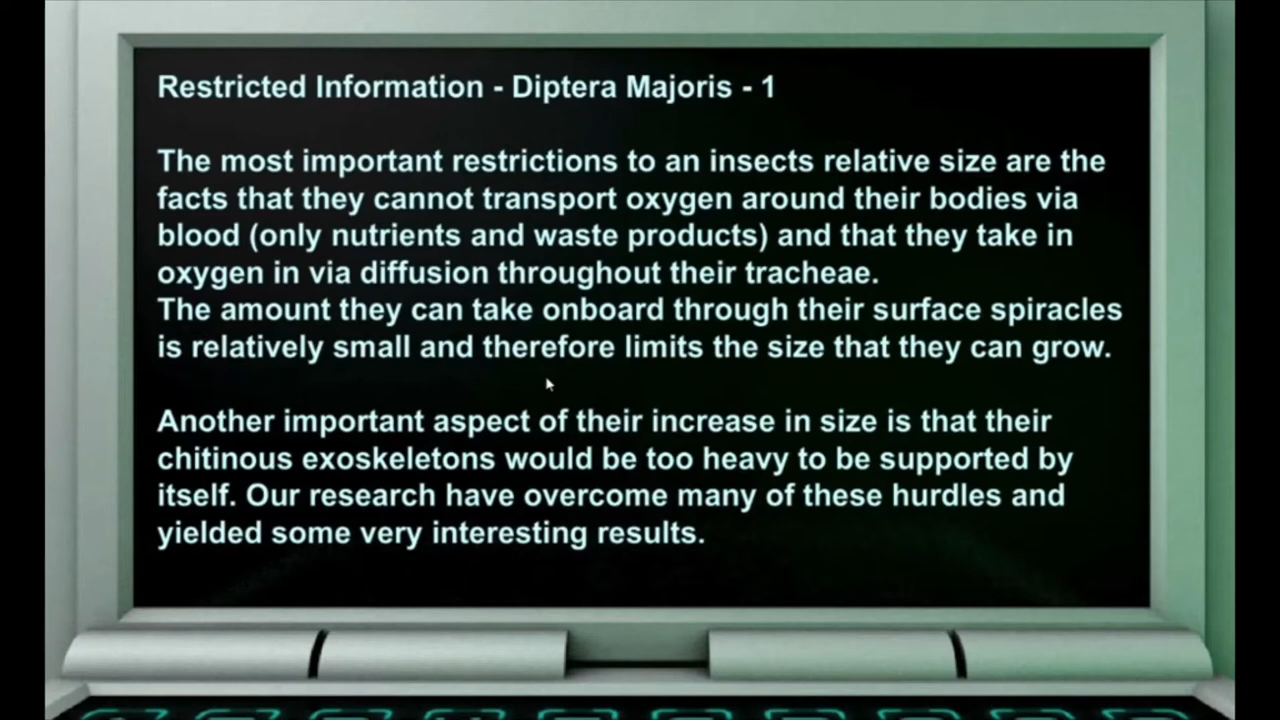 Restricted Information - Diptera Majoris - 1
The most important restrictions to an insects relative size are the
facts that they cannot transport oxygen around their bodies via
blood (only nutrients and waste products) and that they take in
oxygen in via diffusion throughout their tracheae.
The amount they can take onboard through their surface spiracles
is relatively small and therefore limits the size that they can grow.
Another important aspect of their increase in size is that their
chitinous exoskeletons would be too heavy to be supported by
itself. Our research have overcome many of these hurdles and
yielded some very interesting results.